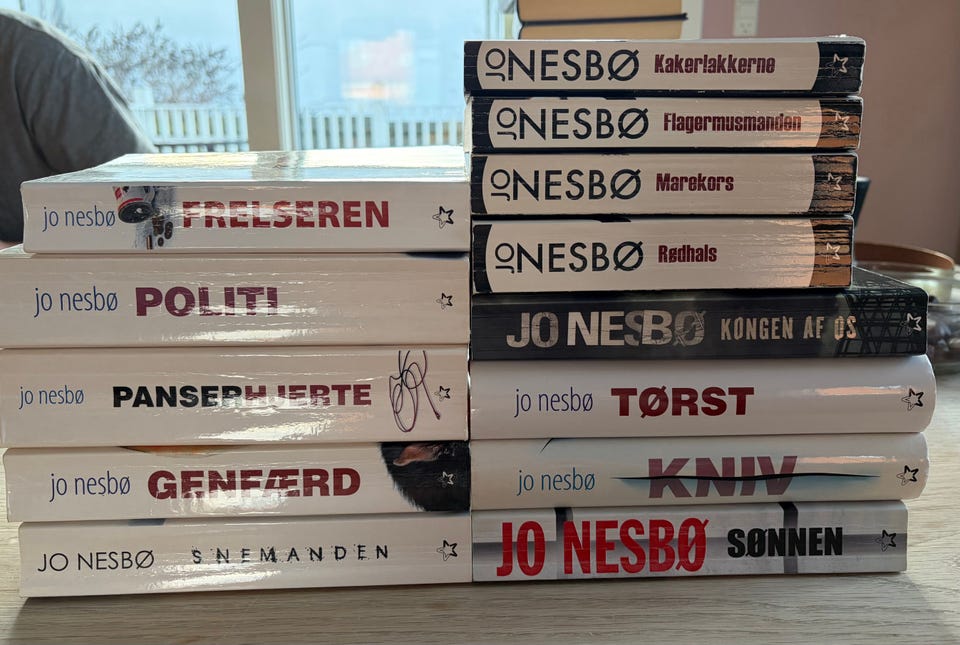 jo nesbø FRELSEREN
jo nesbø POLITI
jo nesbø PANSERHJERTE
jo nesbø GENFÆRD
JO NESBØ SNEMANDEN
JO NESBØ Kakerlakkerne
JO NESBØ Flagermusmanden
JO NESBØ Marekors
JO NESBØ Rødhals
JO NESBØ KONGEN AF OS
jo nesbø TØRST
jo nesbø KNIV
JO NESBØ SØNNEN